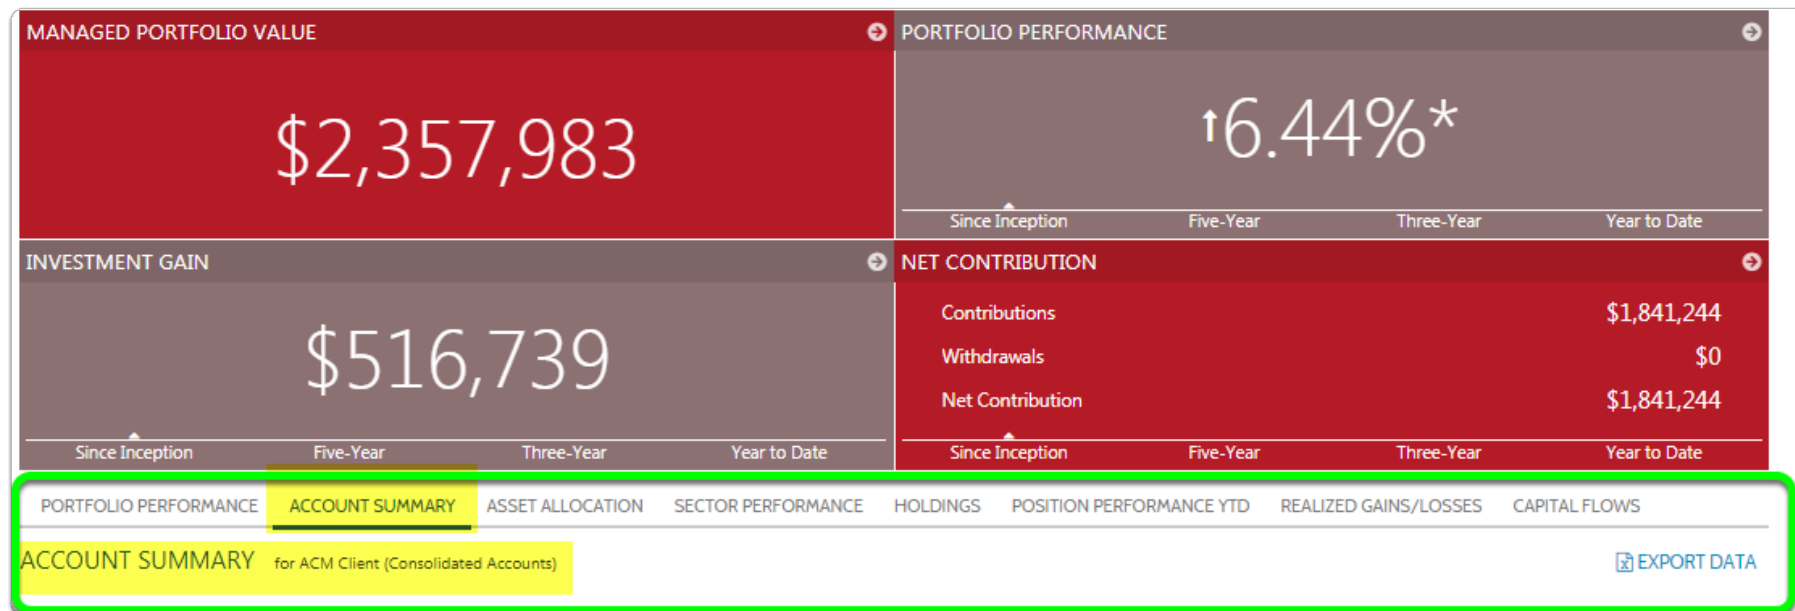 MANAGED PORTFOLIO VALUE
$2,357,983
PORTFOLIO PERFORMANCE
6.44%*
Since Inception Five-Year Three-Year Year to Date
INVESTMENT GAIN
$516,739
Since Inception Five-Year Three-Year Year to Date
NET CONTRIBUTION
Contributions $1,841,244
Withdrawals $0
Net Contribution $1,841,244
Since Inception Five-Year Three-Year Year to Date
PORTFOLIO PERFORMANCE ACCOUNT SUMMARY ASSET ALLOCATION SECTOR PERFORMANCE HOLDINGS POSITION PERFORMANCE YTD REALIZED GAINS/LOSSES CAPITAL FLOWS
ACCOUNT SUMMARY for ACM Client (Consolidated Accounts) EXPORT DATA